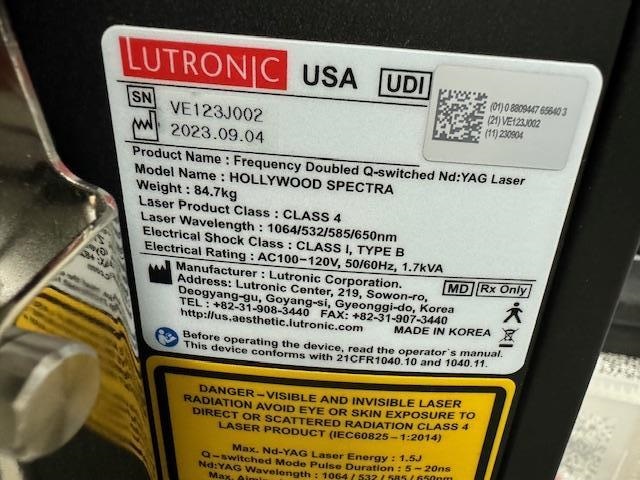 LUTRONIC USA UDI
(01) 0 8809447 65640 3
(21) VE123J002
(11) 230904
SN VE123J002
2023.09.04
Product Name : Frequency Doubled Q-switched Nd:YAG Laser
Model Name : HOLLYWOOD SPECTRA
Weight : 84.7kg
Laser Product Class : CLASS 4
Laser Wavelength : 1064/532/585/650nm
Electrical Shock Class : CLASS I, TYPE B
Electrical Rating : AC100-120V, 50/60Hz, 1.7kVA
Manufacturer : Lutronic Corporation.
Address: Lutronic Center, 219, Sowon-ro,
Deogyang-gu, Goyang-si, Gyeonggi-do, Korea
TEL : +82-31-908-3440 FAX: +82-31-907-3440
http://us.aesthetic.lutronic.com
MD Rx Only
MADE IN KOREA
Before operating the device, read the operator's manual.
This device conforms with 21CFR1040.10 and 1040.11.
DANGER-VISIBLE AND INVISIBLE LASER
RADIATION AVOID EYE OR SKIN EXPOSURE TO
DIRECT OR SCATTERED RADIATION CLASS 4
LASER PRODUCT (IEC60825-1:2014)
Max. Nd-YAG Laser Energy : 1.5J
Q-switched Mode Pulse Duration : 5~20ns
Nd:YAG Wavelength : 1064 / 532 / 585 / 650nm